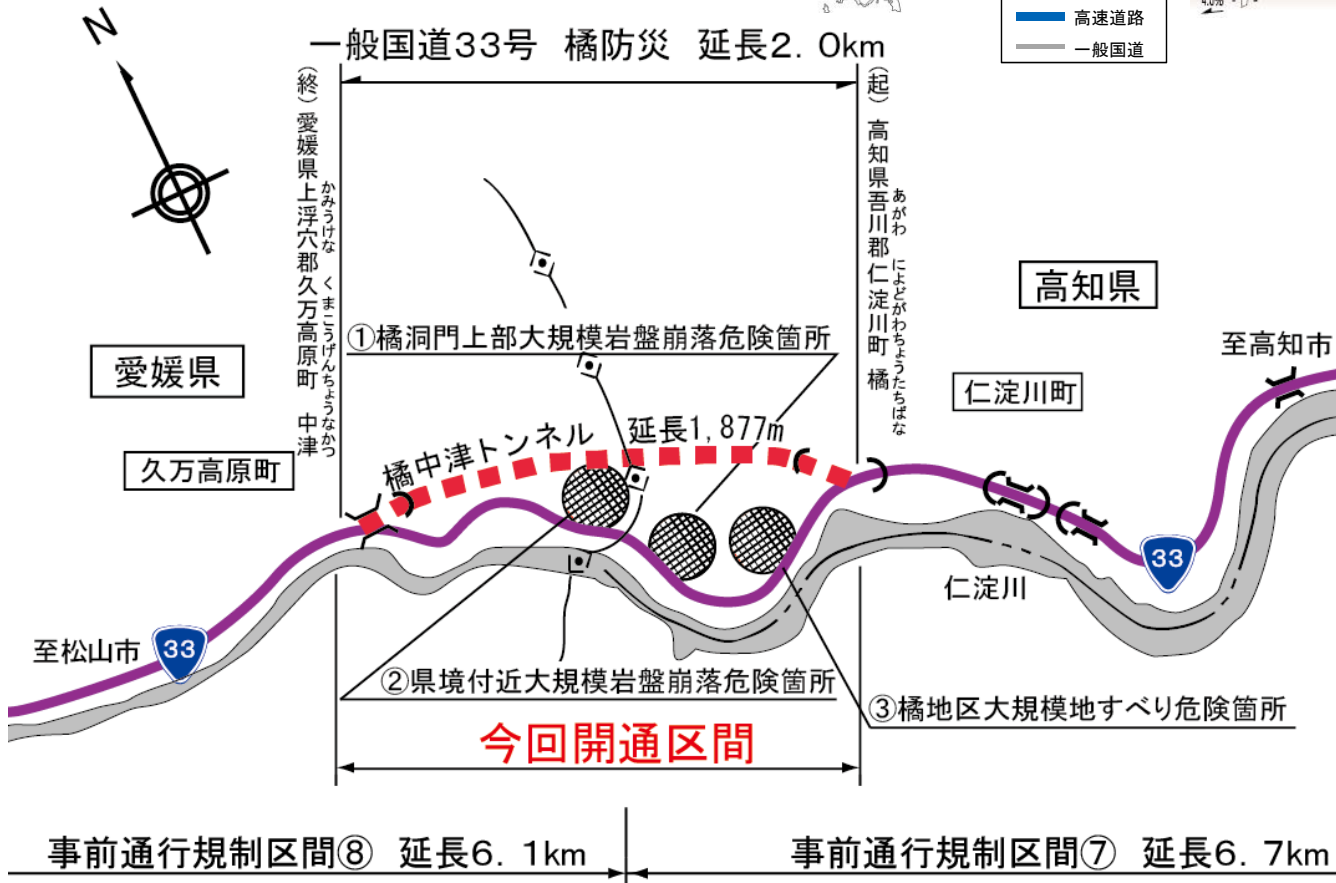 高速道路
一般国道
4.0%
N
一般国道33号 橘防災 延長2.0km
(終)愛媛県上浮穴郡久万高原町 中津
かみうけな くまこうげんちょうなかつ
(起)高知県吾川郡仁淀川町 橘
あがわ によどがわちょうたちばな
高知県
①橘洞門上部大規模岩盤崩落危険箇所
愛媛県
至高知市
仁淀川町
久万高原町
橘中津トンネル 延長1,877m
33
仁淀川
至松山市
33
②県境付近大規模岩盤崩落危険箇所
③橘地区大規模地すべり危険箇所
今回開通区間
事前通行規制区間⑧ 延長6.1km
事前通行規制区間⑦ 延長6.7km